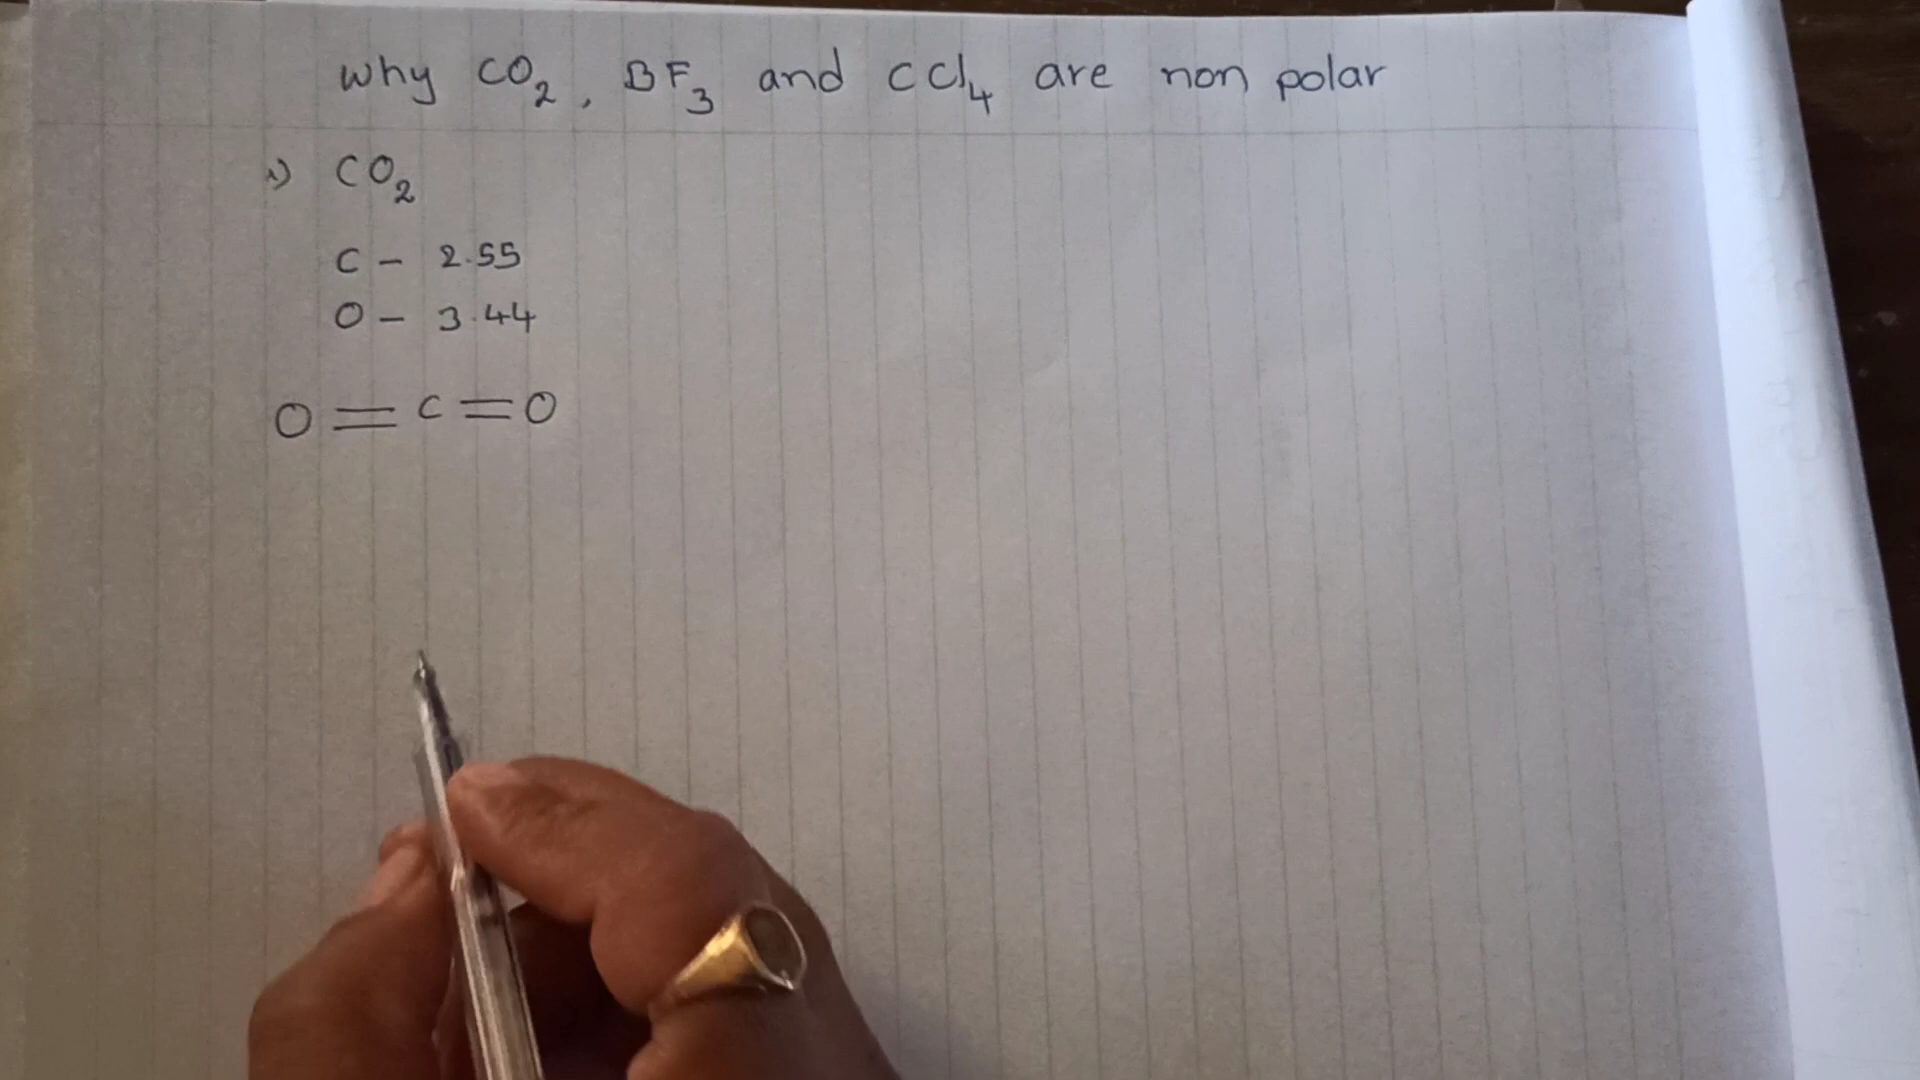 why CO₂, BF₃ and CCl₄ are non polar
1) CO₂
C - 2.55
O - 3.44
O=C=O